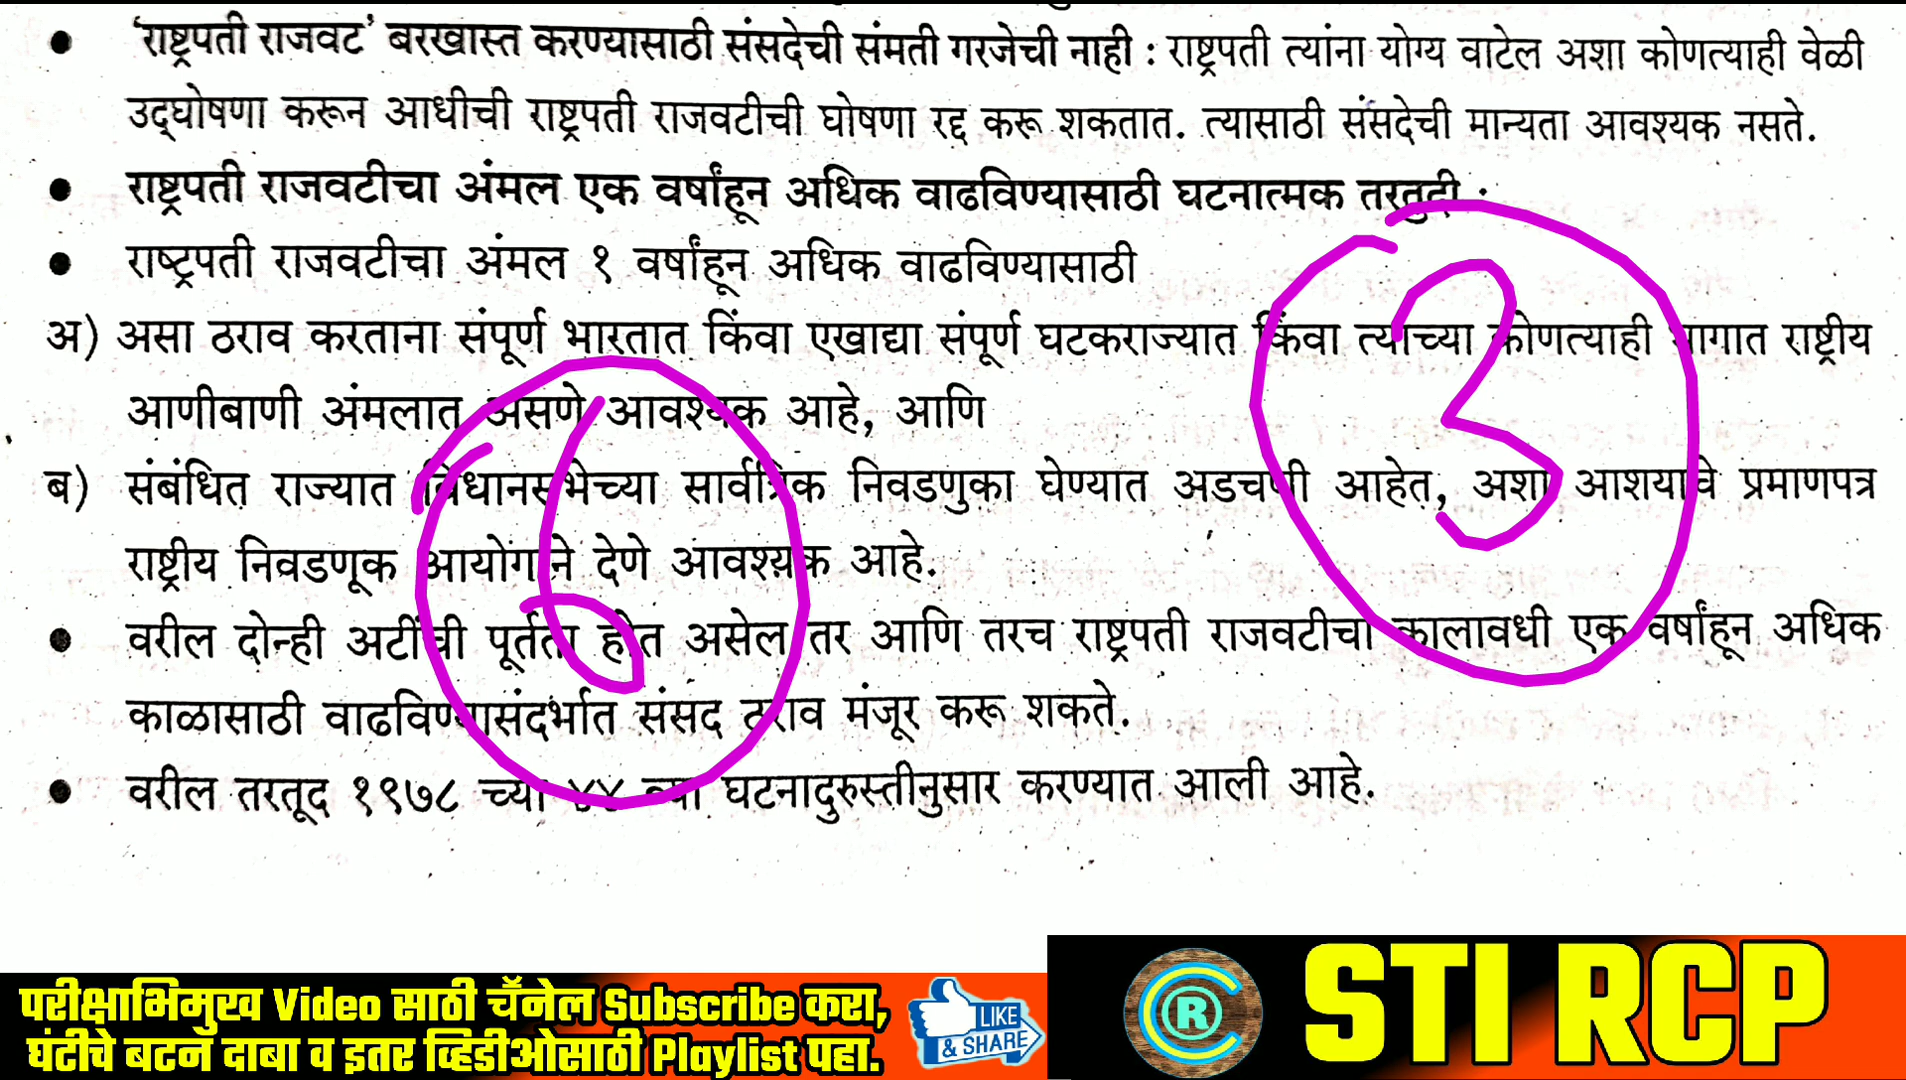 • ‘राष्ट्रपती राजवट’ बरखास्त करण्यासाठी संसदेची संमती गरजेची नाही : राष्ट्रपती त्यांना योग्य वाटेल अशा कोणत्याही वेळी
उद्घोषणा करून आधीची राष्ट्रपती राजवटीची घोषणा रद्द करू शकतात. त्यासाठी संसदेची मान्यता आवश्यक नसते.
• राष्ट्रपती राजवटीचा अंमल एक वर्षांहून अधिक वाढविण्यासाठी घटनात्मक तरतुदी :
• राष्ट्रपती राजवटीचा अंमल १ वर्षांहून अधिक वाढविण्यासाठी
अ) असा ठराव करताना संपूर्ण भारतात किंवा एखाद्या संपूर्ण घटकराज्यात किंवा त्याच्या कोणत्याही भागात राष्ट्रीय
आणीबाणी अंमलात असणे आवश्यक आहे, आणि
ब) संबंधित राज्यात विधानसभेच्या सार्वत्रिक निवडणुका घेण्यात अडचणी आहेत, अशा आशयाचे प्रमाणपत्र
राष्ट्रीय निवडणूक आयोगाने देणे आवश्यक आहे.
• वरील दोन्ही अटींची पूर्तता होत असेल तर आणि तरच राष्ट्रपती राजवटीचा कालावधी एक वर्षांहून अधिक
काळासाठी वाढविण्यासंदर्भात संसद ठराव मंजूर करू शकते.
• वरील तरतूद १९७८ च्या ४४ व्या घटनादुरुस्तीनुसार करण्यात आली आहे.
3
6
परीक्षाभिमुख Video साठी चॅनेल Subscribe करा,
घंटीचे बटन दाबा व इतर व्हिडीओसाठी Playlist पहा.
LIKE
& SHARE
C R
STI RCP